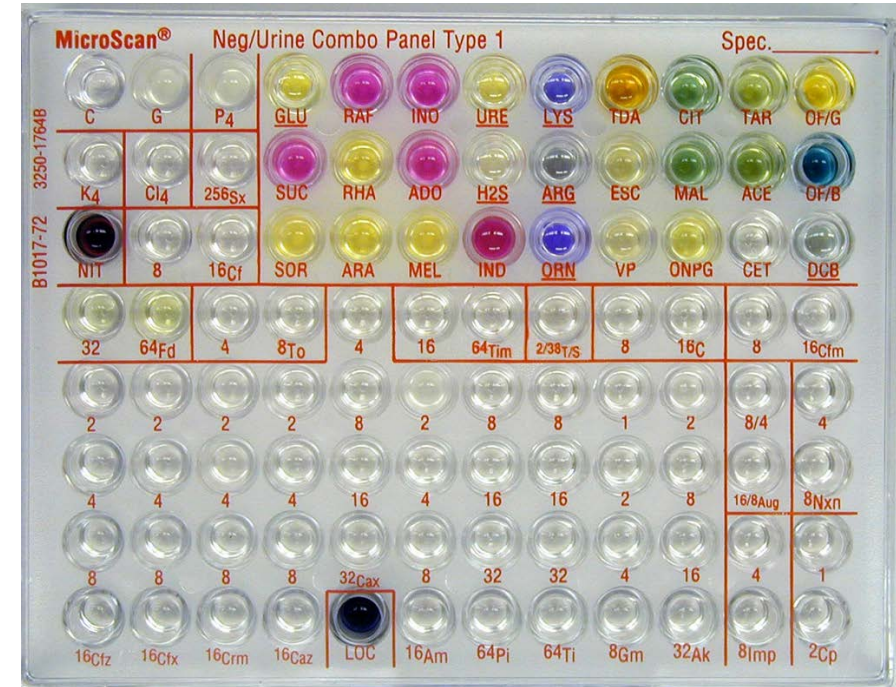 MicroScan® Neg/Urine Combo Panel Type 1 Spec.
3250-1764B
B1017-72
C G P4 GLU RAF INO URE LYS TDA CIT TAR OF/G
K4 Cl4 256Sx SUC RHA ADO H2S ARG ESC MAL ACE OF/B
NIT 8 16Cf SOR ARA MEL IND ORN VP ONPG CET DCB
32 64Fd 4 8To 4 16 64Tim 2/38T/S 8 16C 8 16Cfm
2 2 2 2 8 2 8 8 1 2 8/4 4
4 4 4 4 16 4 16 16 2 8 16/8Aug 8Nxn
8 8 8 8 32Cax 8 32 32 4 16 4 1
16Cfz 16Cfx 16Crm 16Caz LOC 16Am 64Pi 64Ti 8Gm 32Ak 8Imp 2Cp